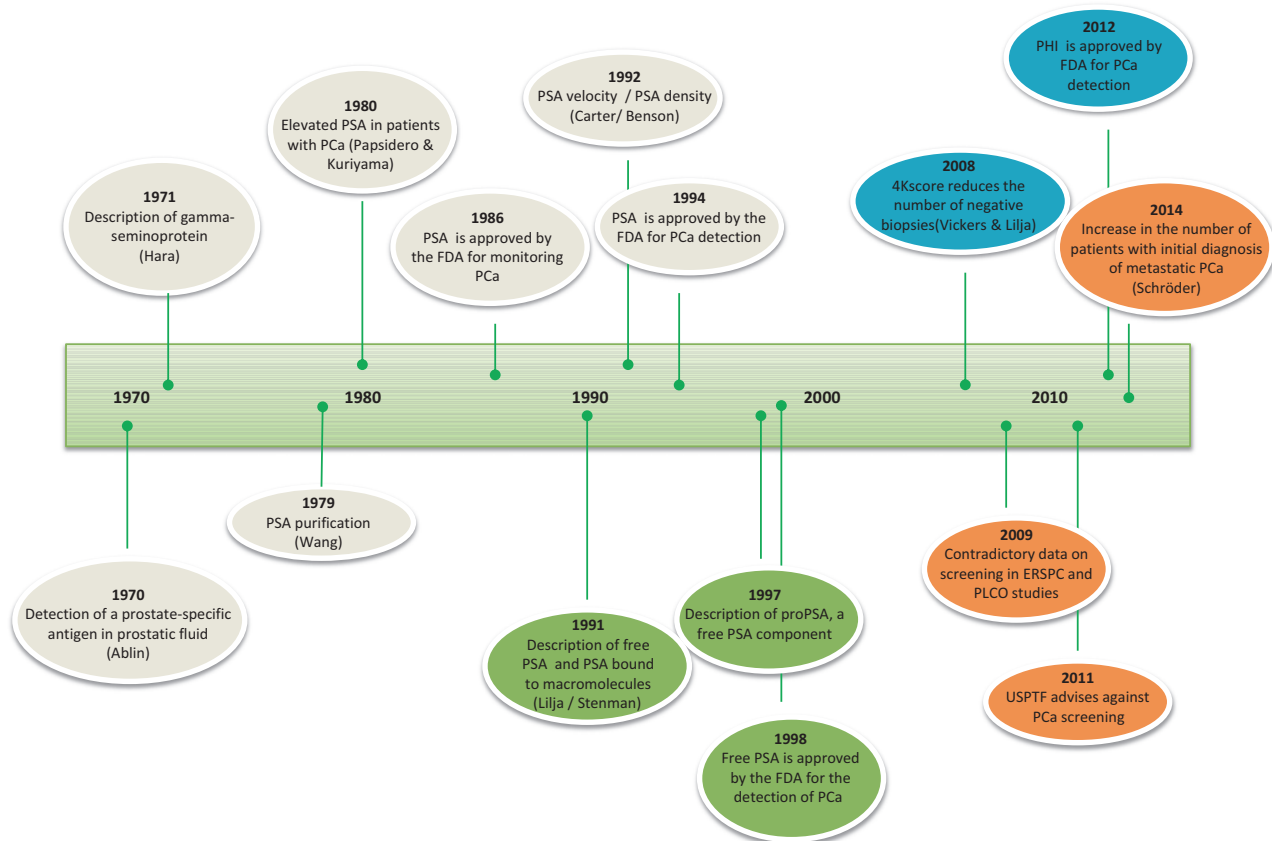 2012
PHI is approved by
FDA for PCa
detection
1992
PSA velocity / PSA density
(Carter/ Benson)
1980
Elevated PSA in patients
with PCa (Papsidero &
Kuriyama)
2008
4Kscore reduces the
number of negative
biopsies(Vickers & Lilja)
1971
Description of gamma-
seminoprotein
(Hara)
1986
PSA is approved by
the FDA for monitoring
PCa
1994
PSA is approved by the
FDA for PCa detection
2014
Increase in the number of
patients with initial diagnosis
of metastatic PCa
(Schröder)
1970
1980
1990
2000
2010
1979
PSA purification
(Wang)
2009
Contradictory data on
screening in ERSPC and
PLCO studies
1970
Detection of a prostate-specific
antigen in prostatic fluid
(Ablin)
1991
Description of free
PSA and PSA bound
to macromolecules
(Lilja / Stenman)
1997
Description of proPSA, a
free PSA component
2011
USPTF advises against
PCa screening
1998
Free PSA is approved
by the FDA for the
detection of PCa